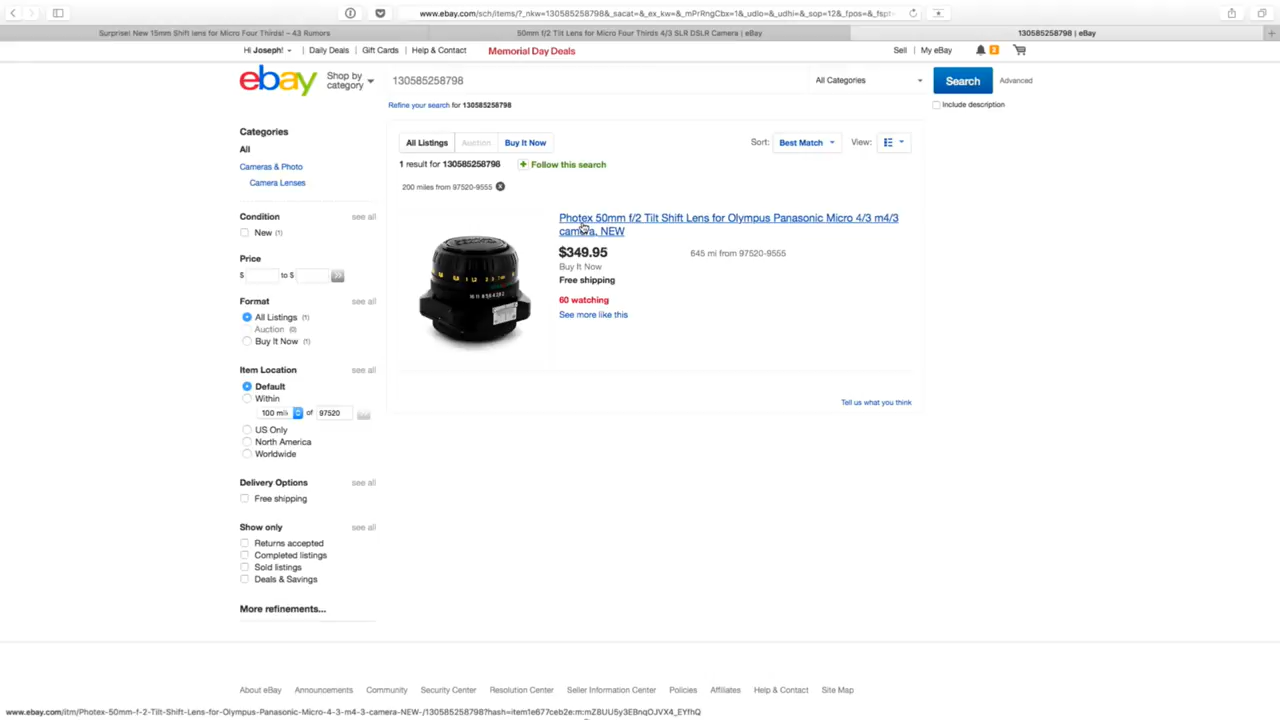 www.ebay.com/sch/items/?_nkw=130585258798&_sacat=&_ex_kw=&_mPrRngCbx=1&_udlo=&_udhi=&_sop=12&_fpos=&_fspt=
Surprise! New 15mm Shift lens for Micro Four Thirds! – 43 Rumors
50mm f/2 Tilt Lens for Micro Four Thirds 4/3 SLR DSLR Camera | eBay
130585258798 | eBay
Hi Joseph!
Daily Deals
Gift Cards
Help & Contact
Memorial Day Deals
Sell
My eBay
ebay
Shop by
category
130585258798
All Categories
Search
Advanced
Refine your search for 130585258798
Include description
Categories
All
Cameras & Photo
Camera Lenses
Condition see all
New (1)
Price
$ to $
Format see all
All Listings (1)
Auction (0)
Buy It Now (1)
Item Location see all
Default
Within
100 mil of 97520
US Only
North America
Worldwide
Delivery Options see all
Free shipping
Show only see all
Returns accepted
Completed listings
Sold listings
Deals & Savings
More refinements...
All Listings Auction Buy It Now
Sort: Best Match View:
1 result for 130585258798 Follow this search
200 miles from 97520-9555
Photex 50mm f/2 Tilt Shift Lens for Olympus Panasonic Micro 4/3 m4/3
camera, NEW
$349.95 645 mi from 97520-9555
Buy It Now
Free shipping
60 watching
See more like this
Tell us what you think
About eBay Announcements Community Security Center Resolution Center Seller Information Center Policies Affiliates Help & Contact Site Map